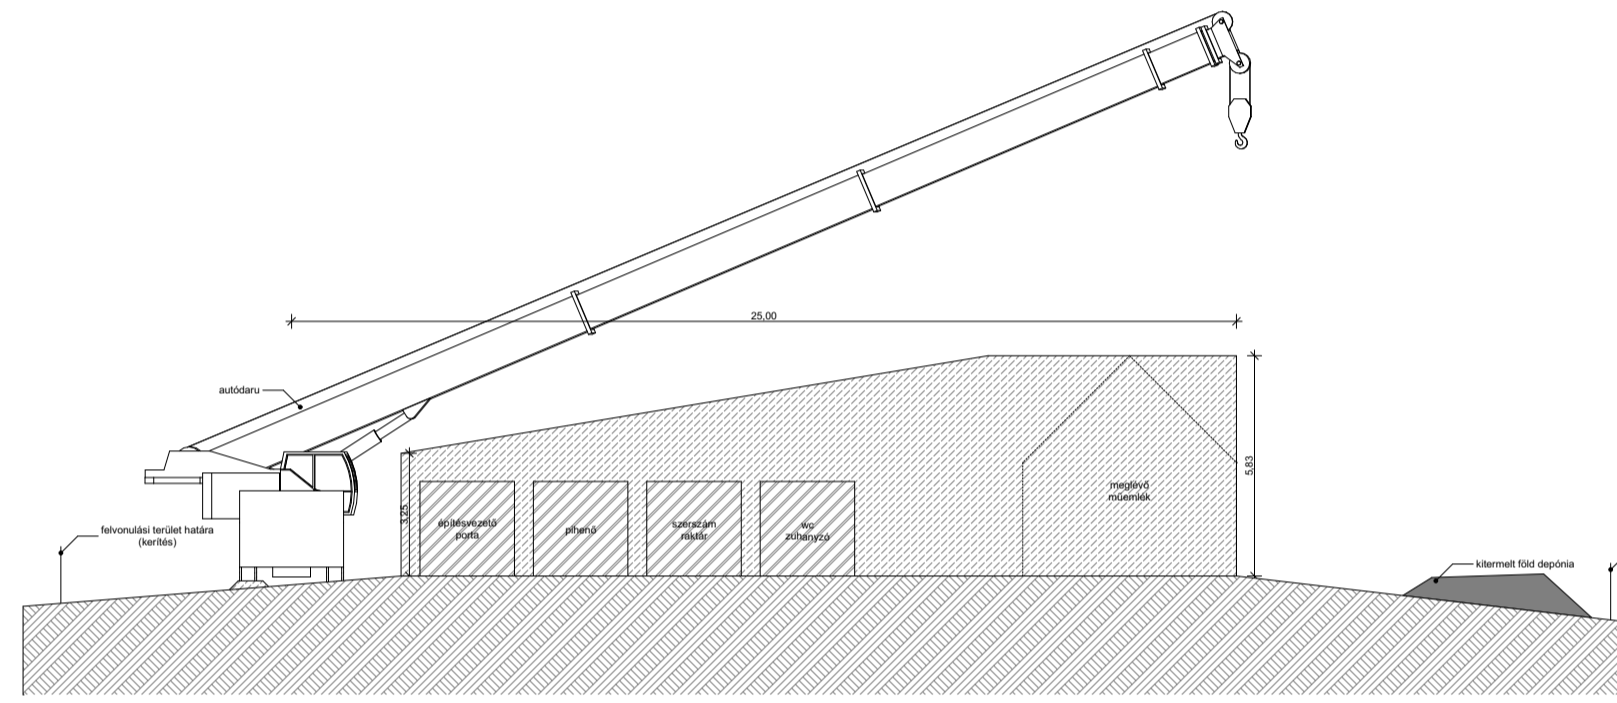 25,00
autódaru
5,83
3,25
meglévő
műemlék
építésvezető
porta
pihenő
szerszám
raktár
wc
zuhanyzó
felvonulási terület határa
(kerítés)
kitermelt föld depónia